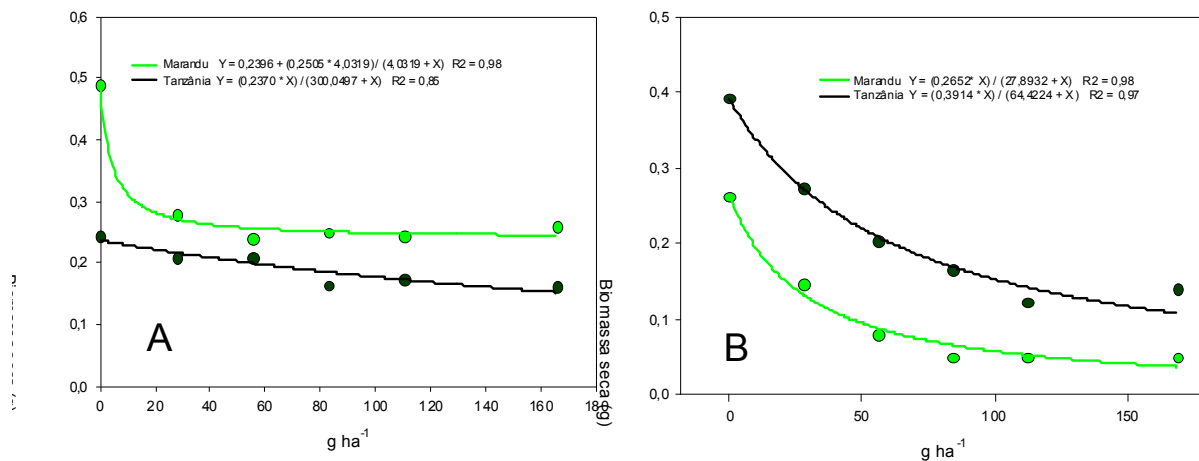 0,6
0,5
0,4
0,3
0,2
0,1
0,0
Marandu Y = 0,2396 + (0,2505 * 4,0319) / (4,0319 + X) R2 = 0,98
Tanzânia Y = (0,2370 * X) / (300,0497 + X) R2 = 0,85
A
0 20 40 60 80 100 120 140 160 180
g ha-1
Biomassa seca (g)
0,5
0,4
0,3
0,2
0,1
0,0
Marandu Y = (0,2652* X) / (27,8932 + X) R2 = 0,98
Tanzânia Y = (0,3914 * X) / (64,4224 + X) R2 = 0,97
B
0 50 100 150
g ha-1